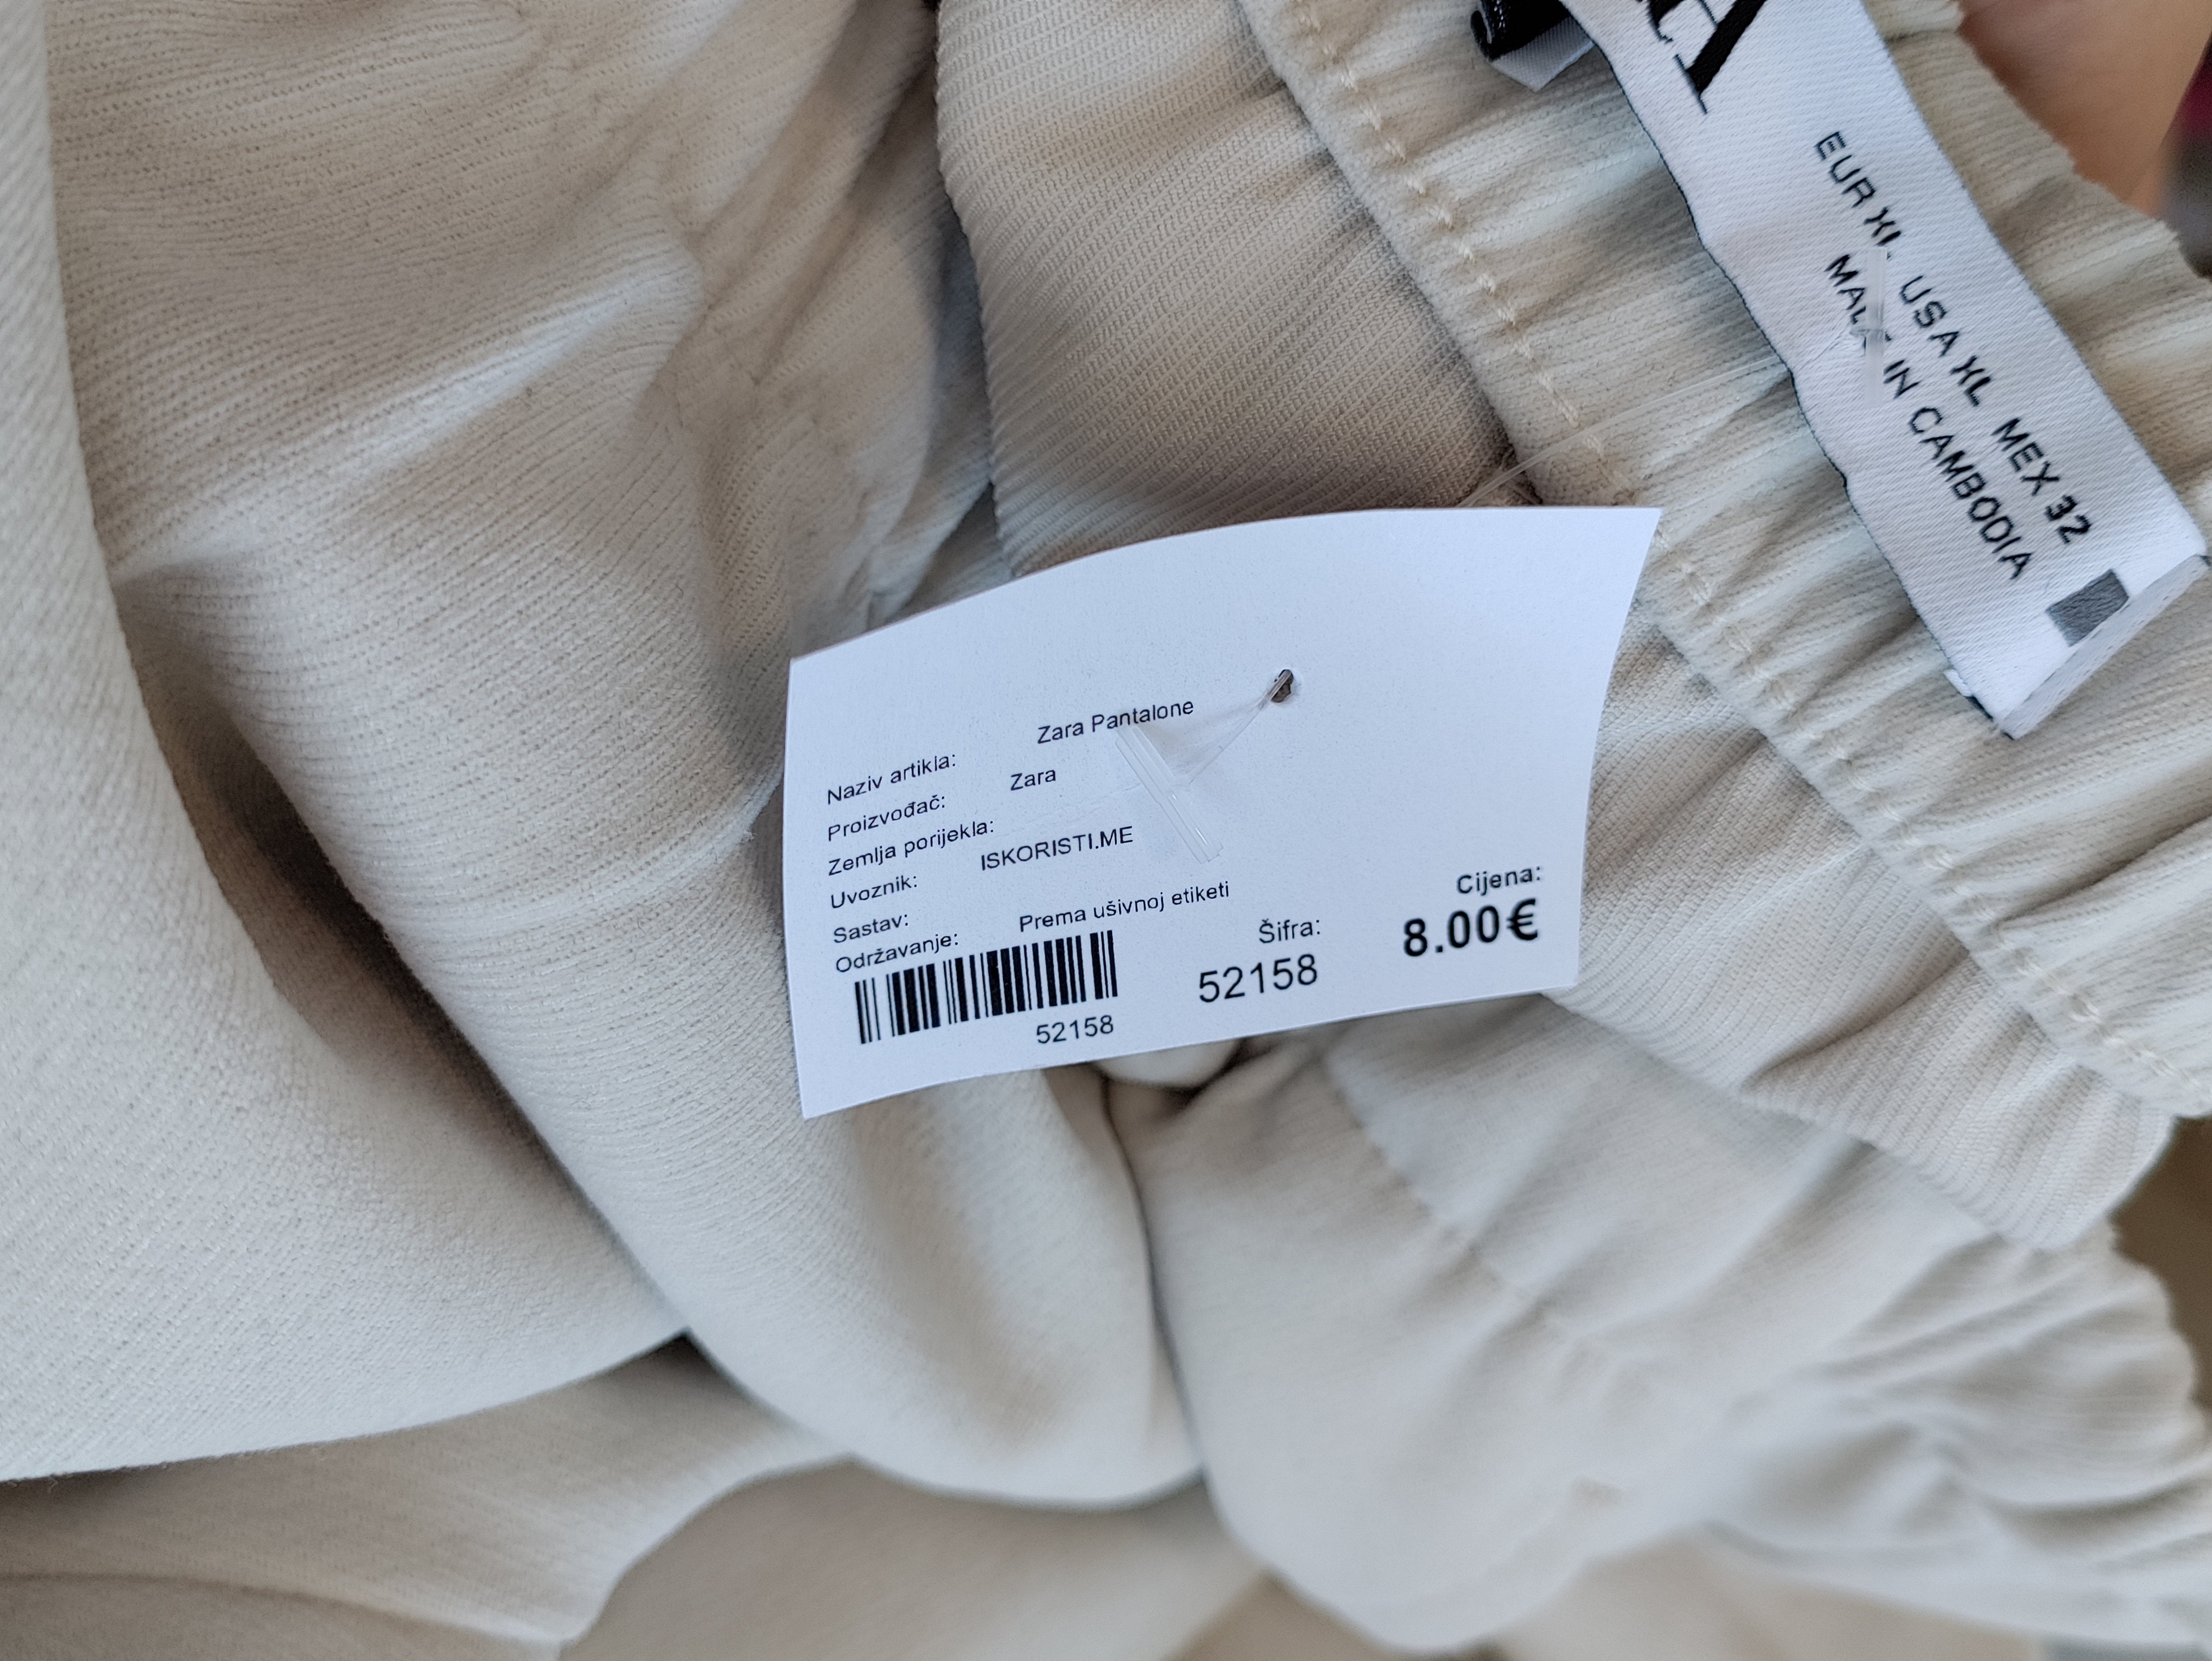 EUR XL USA XL MEX 32
MADE IN CAMBODIA
Naziv artikla: Zara Pantalone
Proizvođač: Zara
Zemlja porijekla:
Uvoznik: ISKORISTI.ME
Sastav:
Održavanje: Prema ušivnoj etiketi
52158
Šifra:
52158
Cijena:
8.00€